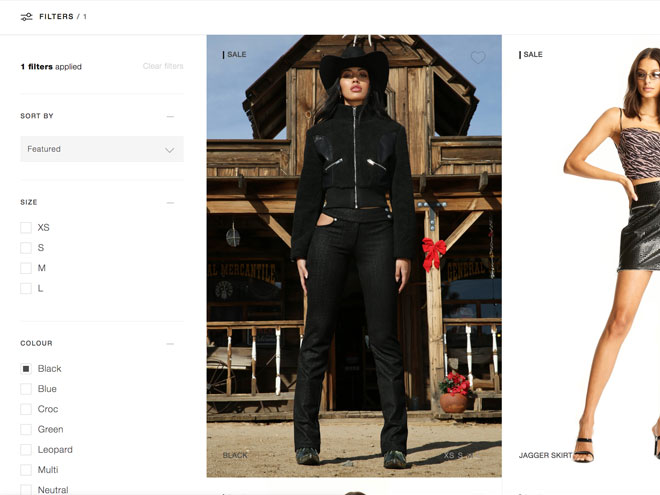 FILTERS / 1
1 filters applied
Clear filters
SORT BY
Featured
SIZE
XS
S
M
L
COLOUR
Black
Blue
Croc
Green
Leopard
Multi
Neutral
SALE
MERCANTILE
GENERAL
BLACK
XS S
SALE
JAGGER SKIRT